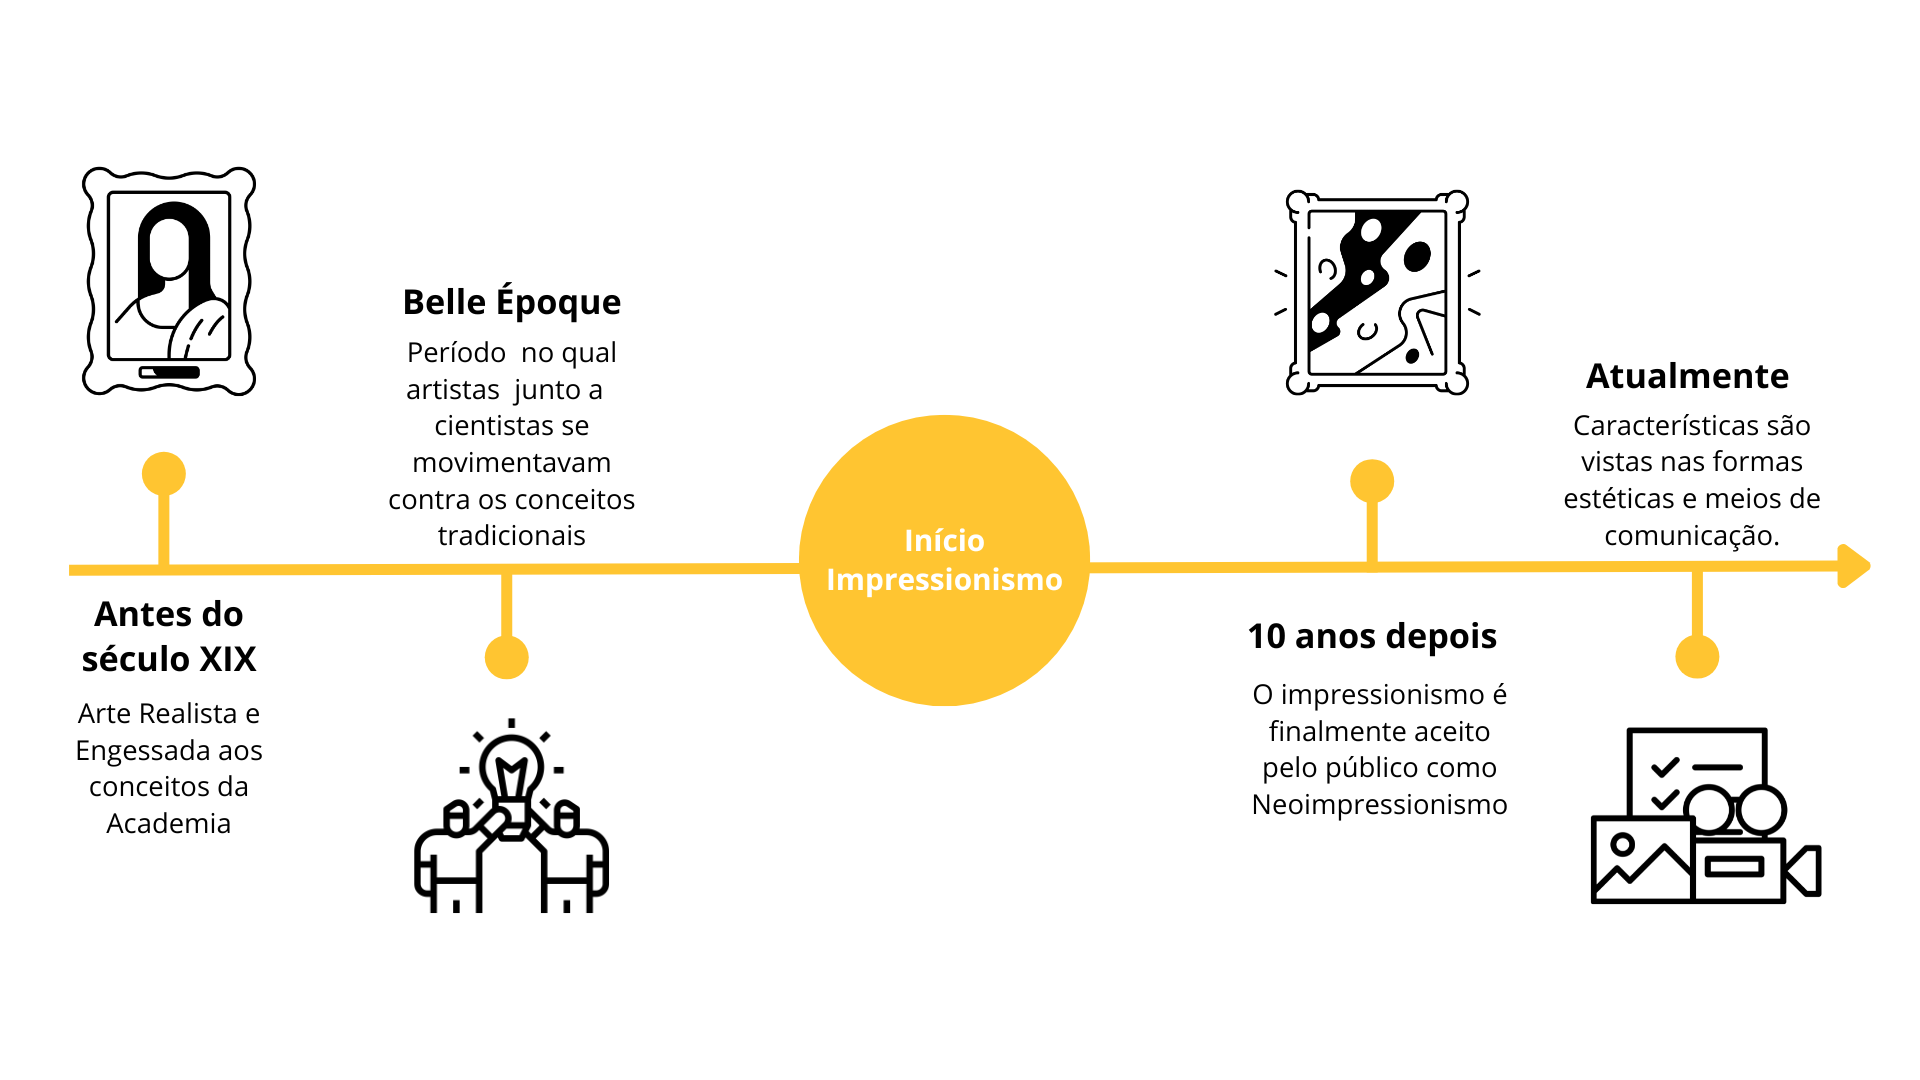 Antes do
século XIX
Arte Realista e
Engessada aos
conceitos da
Academia
Belle Époque
Período no qual
artistas junto a
cientistas se
movimentavam
contra os conceitos
tradicionais
Início
Impressionismo
10 anos depois
O impressionismo é
finalmente aceito
pelo público como
Neoimpressionismo
Atualmente
Características são
vistas nas formas
estéticas e meios de
comunicação.